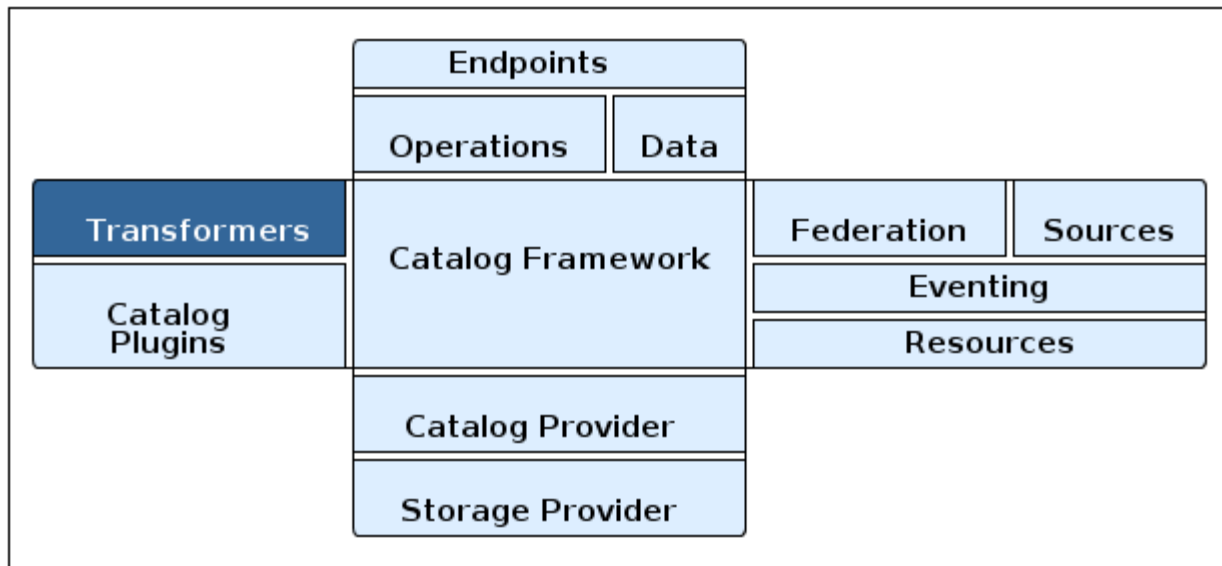 Endpoints
Operations
Data
Transformers
Catalog Framework
Federation
Sources
Eventing
Catalog
Plugins
Resources
Catalog Provider
Storage Provider